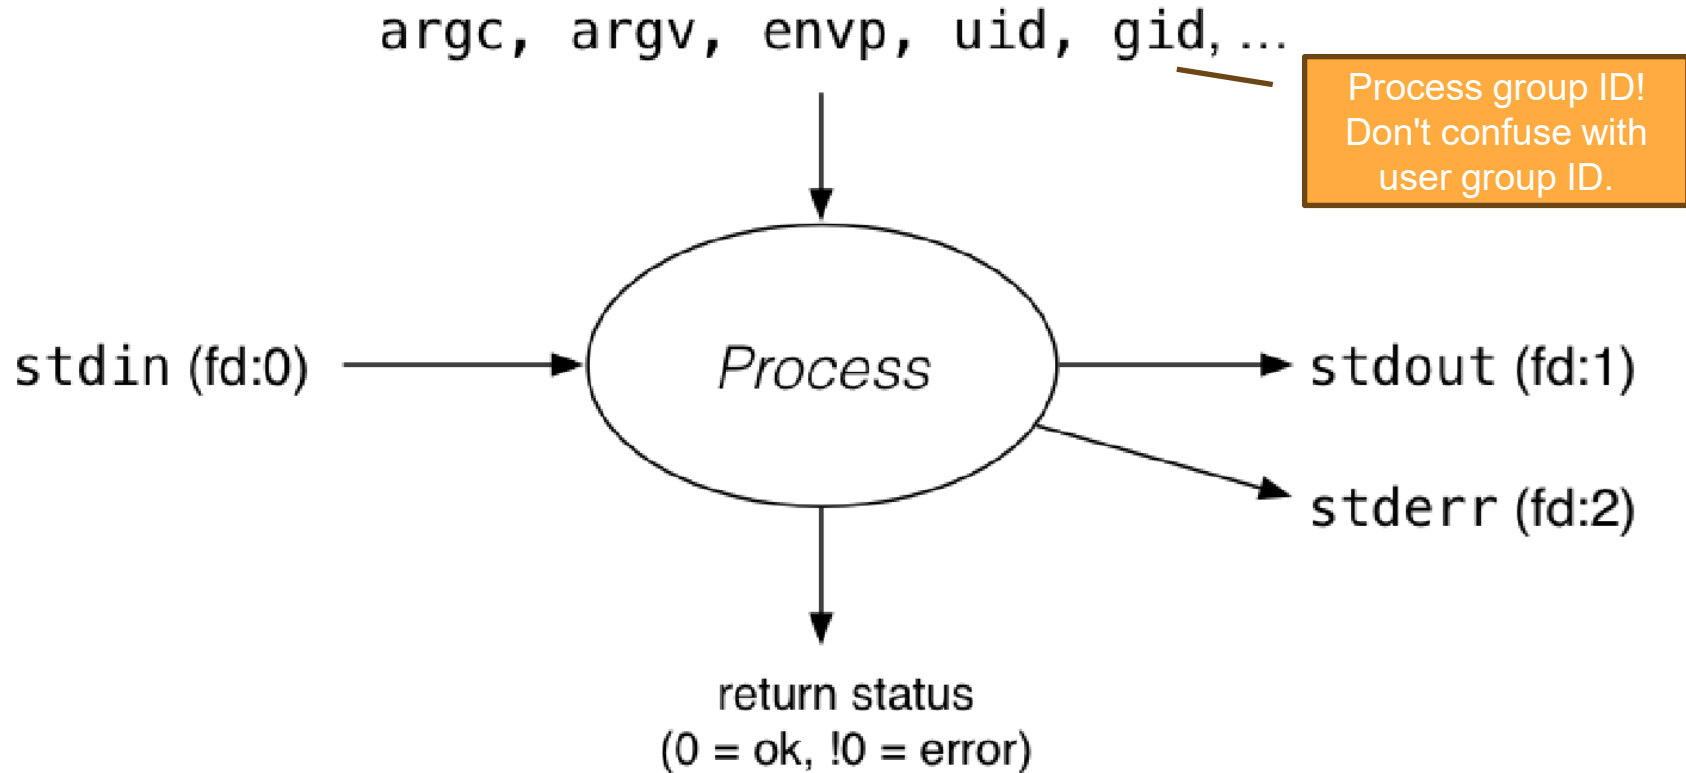 argc, argv, envp, uid, gid, ...
Process group ID!
Don't confuse with
user group ID.
stdin (fd:0)
Process
stdout (fd:1)
stderr (fd:2)
return status
(0 = ok, !0 = error)